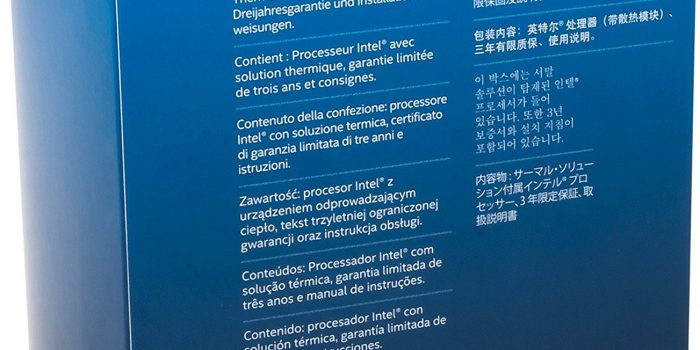 Dreijahresgarantie und Installa
weisungen.
Contient : Processeur Intel® avec
solution thermique, garantie limitée
de trois ans et consignes.
Contenuto della confezione: processore
Intel® con soluzione termica, certificato
di garanzia limitata di tre anni e
istruzioni.
Zawartość: procesor Intel® z
urządzeniem odprowadzającym
ciepło, tekst trzyletniej ograniczonej
gwarancji oraz instrukcja obsługi.
Conteúdos: Processador Intel® com
solução térmica, garantia limitada de
três anos e manual de instruções.
Contenido: procesador Intel® con
solución térmica, garantía limitada de
rucciones.
包装内容：英特尔® 处理器（带散热模块）、
三年有限质保、使用说明。
이 박스에는 서말
솔루션이 탑재된 인텔®
프로세서가 들어
있습니다. 또한 3년
보증서와 설치 지침이
포함되어 있습니다.
内容物：サーマル・ソリュー
ション付属インテル® プロ
セッサー、3 年限定保証、取
扱説明書